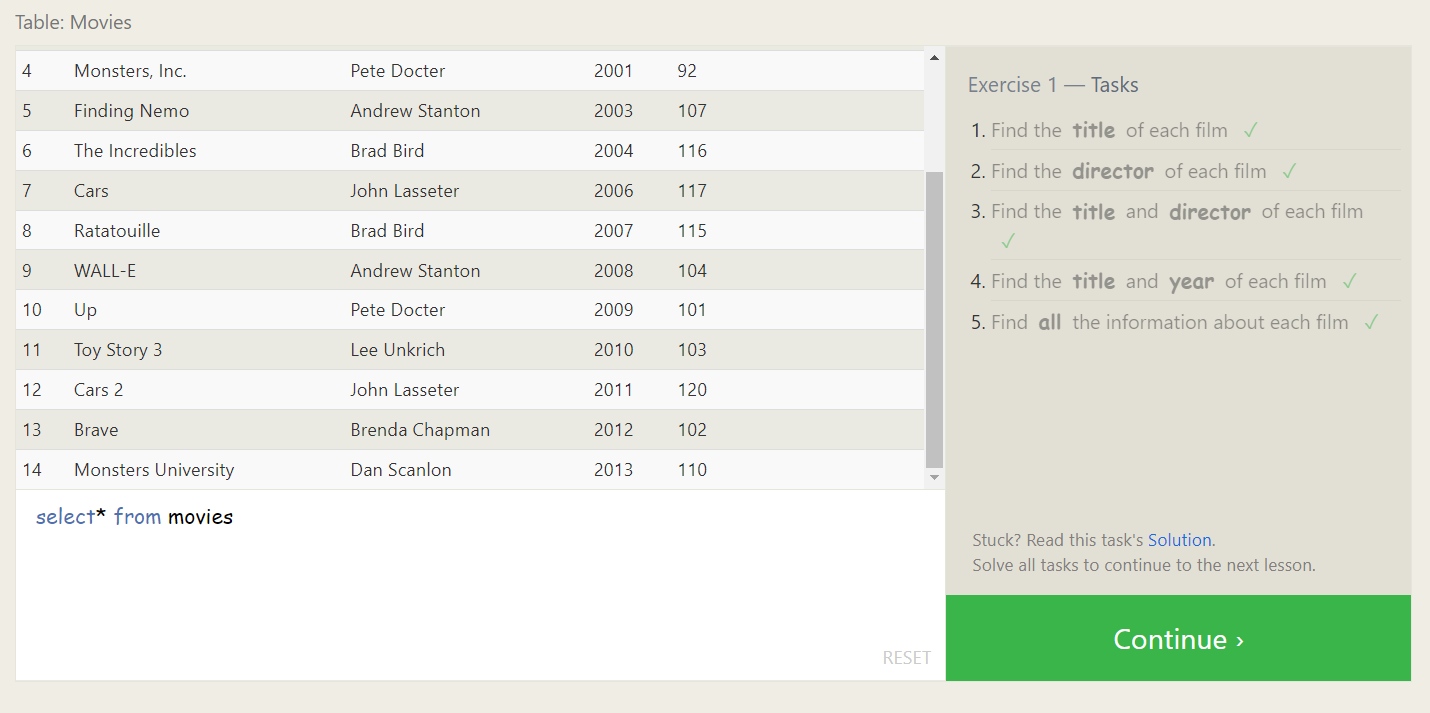 Table: Movies
4 Monsters, Inc. Pete Docter 2001 92
5 Finding Nemo Andrew Stanton 2003 107
6 The Incredibles Brad Bird 2004 116
7 Cars John Lasseter 2006 117
8 Ratatouille Brad Bird 2007 115
9 WALL-E Andrew Stanton 2008 104
10 Up Pete Docter 2009 101
11 Toy Story 3 Lee Unkrich 2010 103
12 Cars 2 John Lasseter 2011 120
13 Brave Brenda Chapman 2012 102
14 Monsters University Dan Scanlon 2013 110
select* from movies
RESET
Exercise 1 — Tasks
1. Find the title of each film ✓
2. Find the director of each film ✓
3. Find the title and director of each film
✓
4. Find the title and year of each film ✓
5. Find all the information about each film ✓
Stuck? Read this task's Solution.
Solve all tasks to continue to the next lesson.
Continue ›